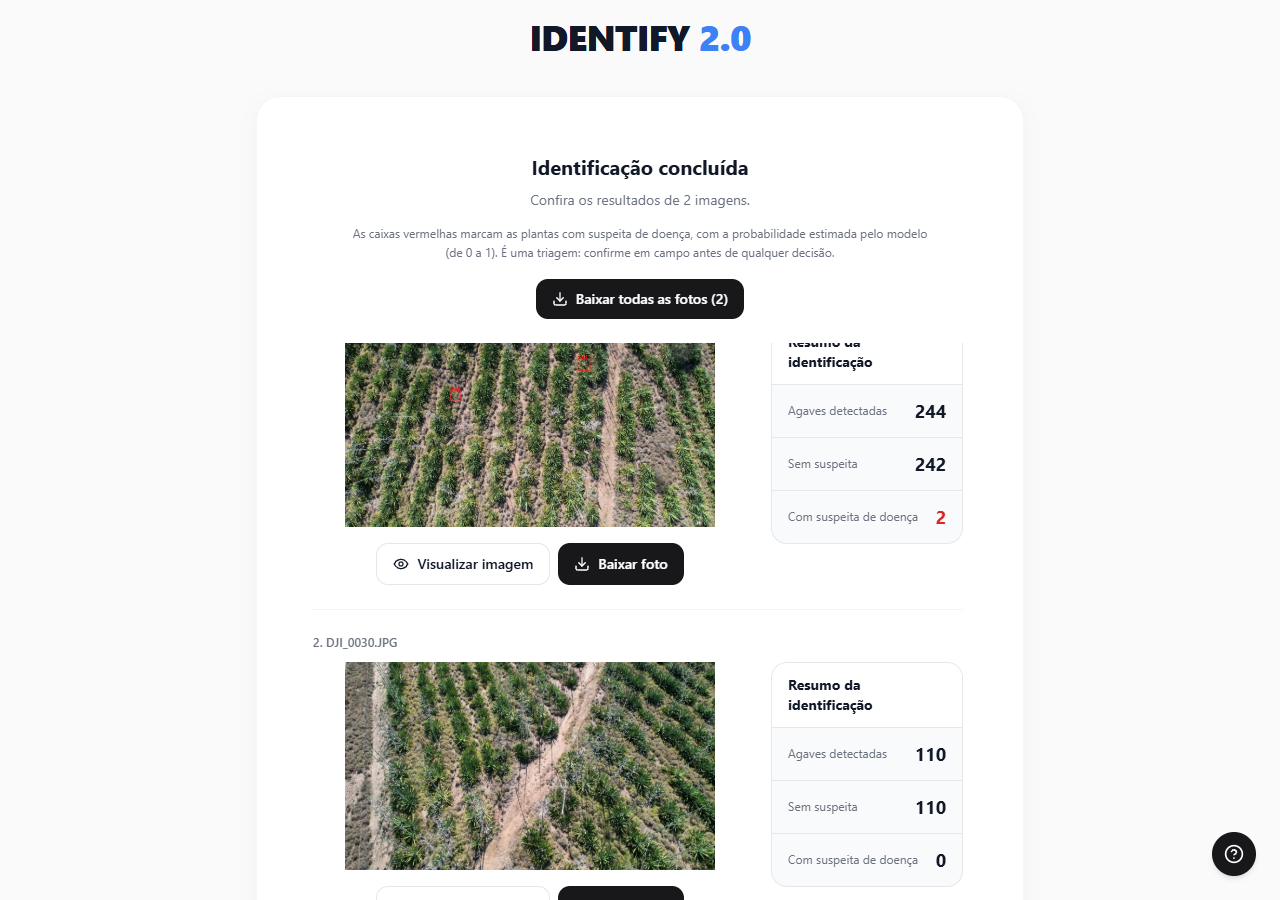 IDENTIFY 2.0
Identificação concluída
Confira os resultados de 2 imagens.
As caixas vermelhas marcam as plantas com suspeita de doença, com a probabilidade estimada pelo modelo
(de 0 a 1). É uma triagem: confirme em campo antes de qualquer decisão.
Baixar todas as fotos (2)
Resumo da
identificação
Agaves detectadas 244
Sem suspeita 242
Com suspeita de doença 2
Visualizar imagem
Baixar foto
2. DJI_0030.JPG
Resumo da
identificação
Agaves detectadas 110
Sem suspeita 110
Com suspeita de doença 0